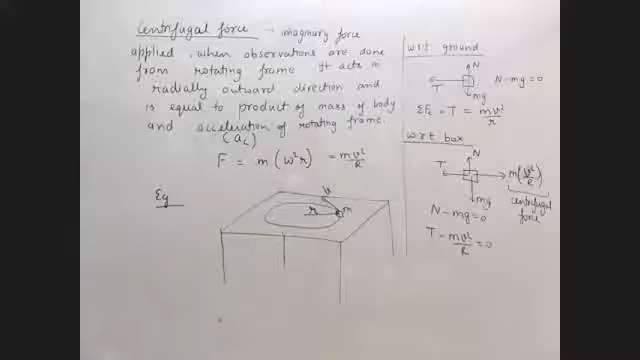 Centrifugal force - imaginary force
applied, when observations are done
from rotating frame It acts in
radially outward direction and
is equal to product of mass of body
and acceleration of rotating frame.
(ac)
F = m (ω²r) = mv²/R
Eg
v
r
m
w.r.t ground
N
T
mg
N-mg=0
ΣFc = T = mv²/r
w.r.t box
N
T
m(v²/R)
mg
centrifugal
force
N-mg=0
T - mv²/R = 0